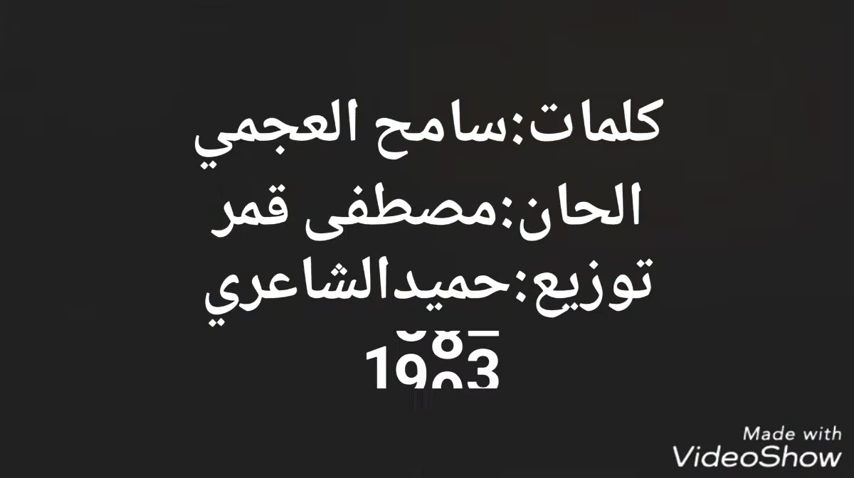 كلمات:سامح العجمي
الحان:مصطفى قمر
توزيع:حميدالشاعري
Made with
VideoShow